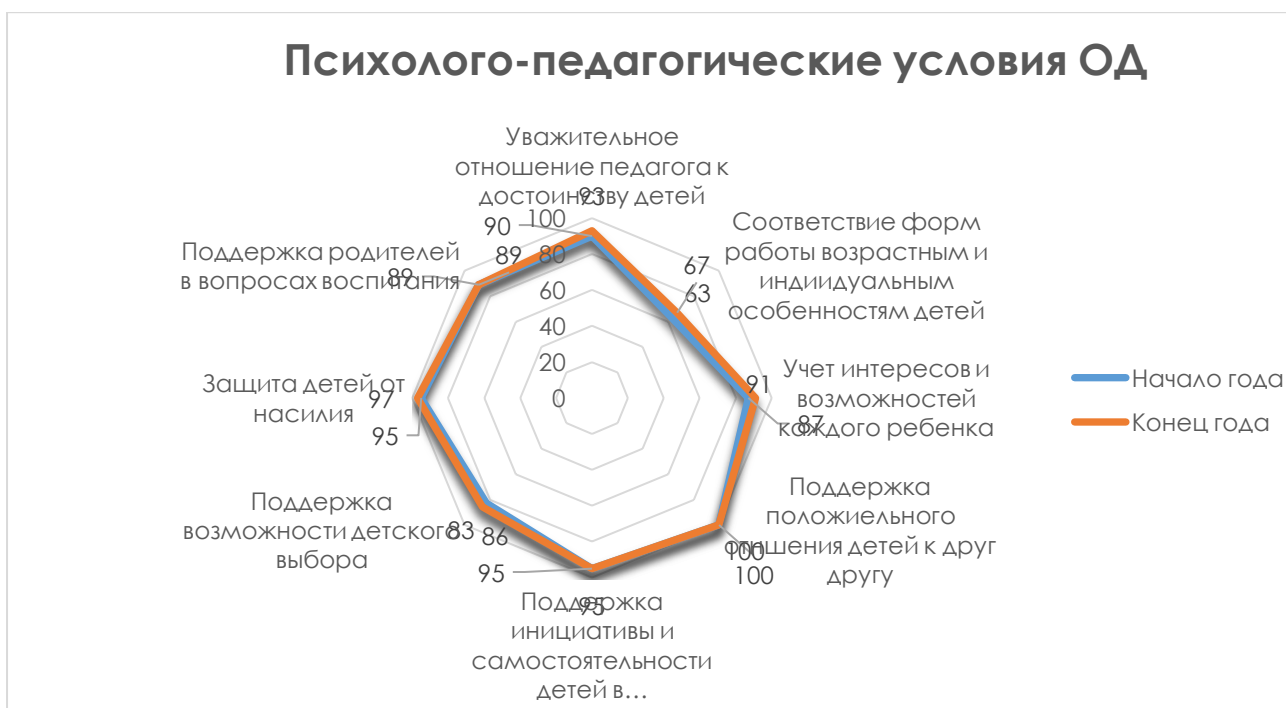 Психолого-педагогические условия ОД
Уважительное
отношение педагога к
достоинству детей
93
90
Соответствие форм
работы возрастным и
индиидуальным
особенностям детей
67
63
Учет интересов и
возможностей
каждого ребенка
91
87
Поддержка
положиельного
отншения детей к друг
другу
100
100
Поддержка
инициативы и
самостоятельности
детей в…
95
95
Поддержка
возможности детского
выбора
83
86
Защита детей от
насилия
97
95
Поддержка родителей
в вопросах воспитания
89
89
100
80
60
40
20
0
Начало года
Конец года